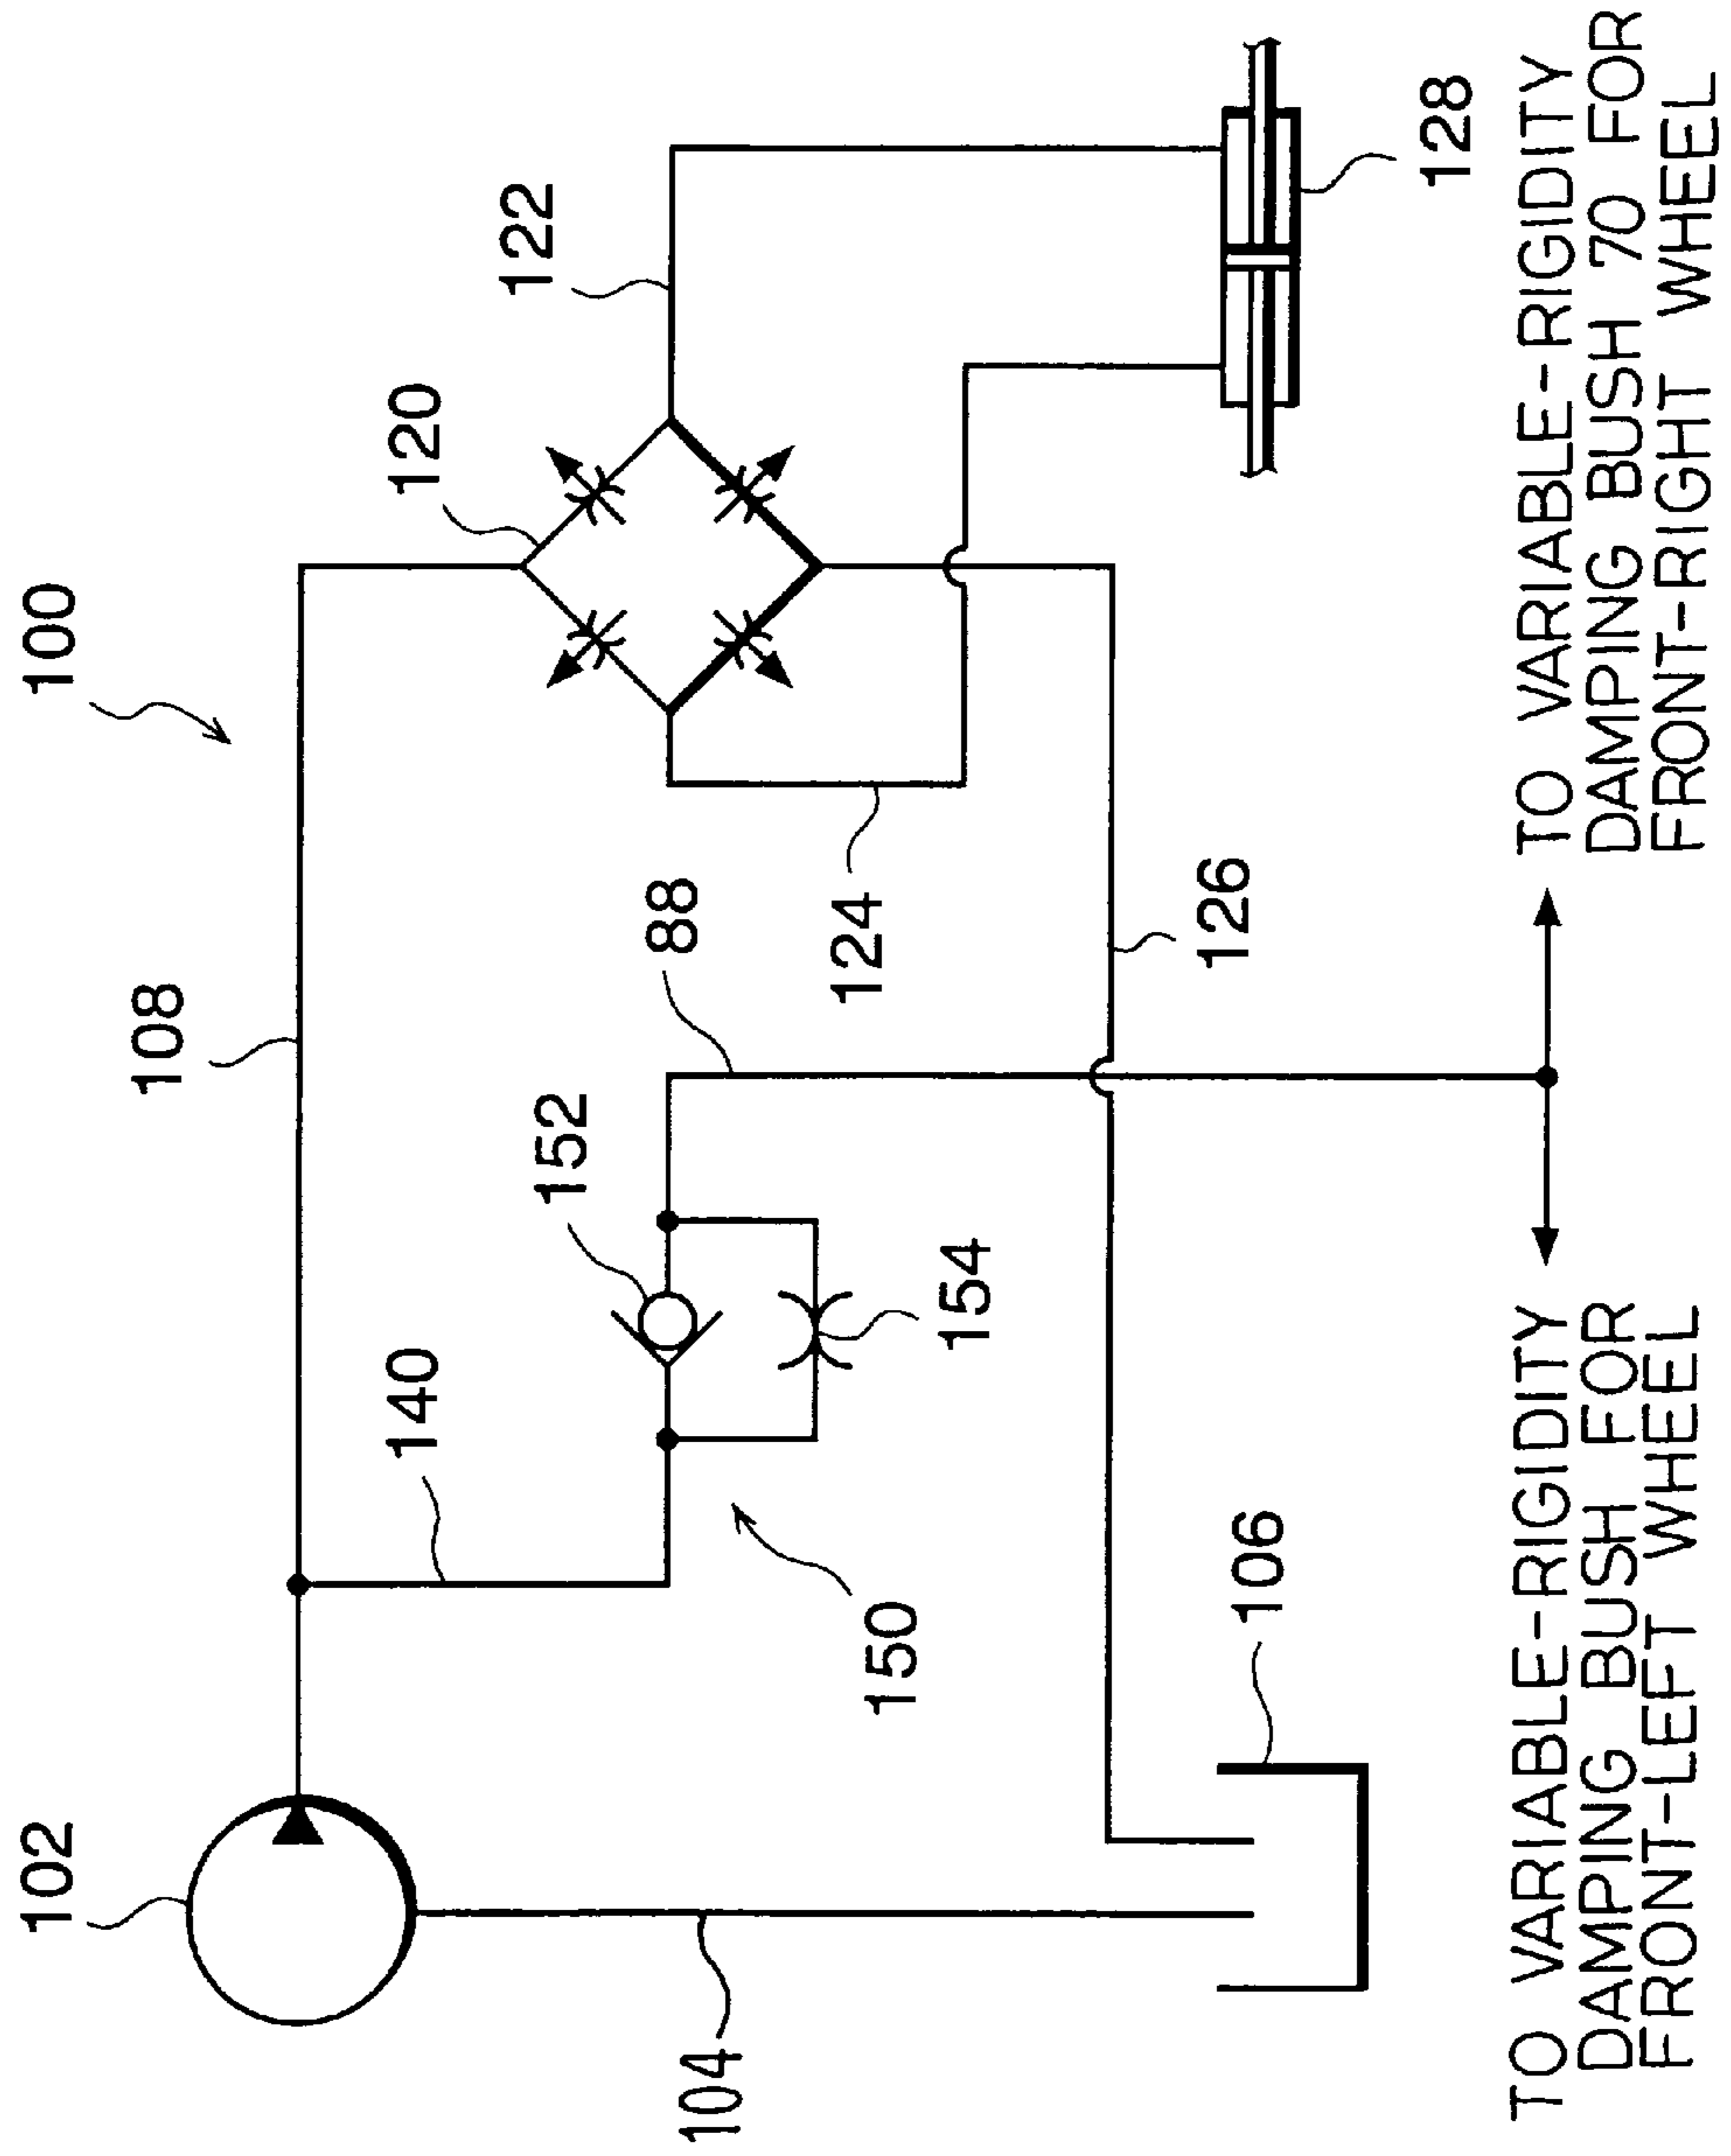 100
102
108
120
122
140
152
88
104
150
154
124
126
106
128
TO VARIABLE-RIGIDITY
DAMPING BUSH FOR
FRONT-LEFT WHEEL
TO VARIABLE-RIGIDITY
DAMPING BUSH 70 FOR
FRONT-RIGHT WHEEL